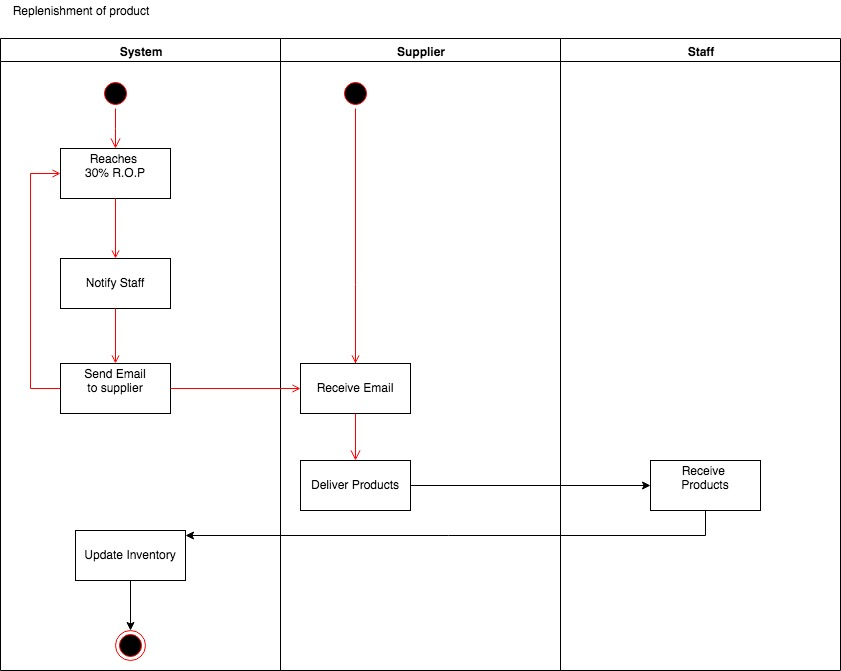 Replenishment of product
System
Supplier
Staff
Reaches
30% R.O.P
Notify Staff
Send Email
to supplier
Receive Email
Deliver Products
Receive
Products
Update Inventory